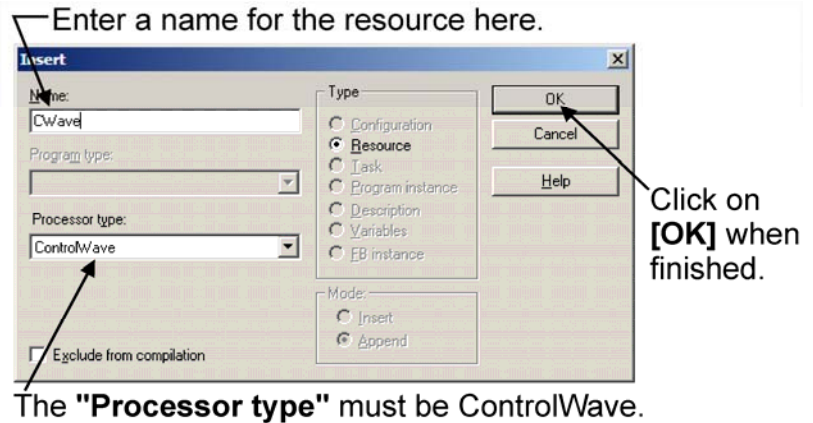 Enter a name for the resource here.
Insert
Name:
CWave
Program type:
Processor type:
ControlWave
Exclude from compilation
Type
Configuration
Resource
Task
Program instance
Description
Variables
FB instance
Mode:
Insert
Append
OK
Cancel
Help
Click on
[OK] when
finished.
The "Processor type" must be ControlWave.